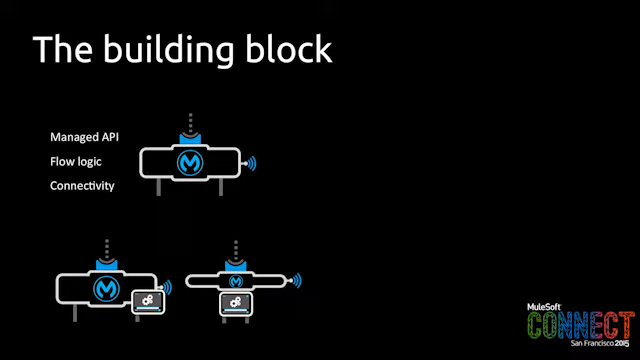 The building block
Managed API
Flow logic
Connectivity
MuleSoft
CONNECT
San Francisco 2015